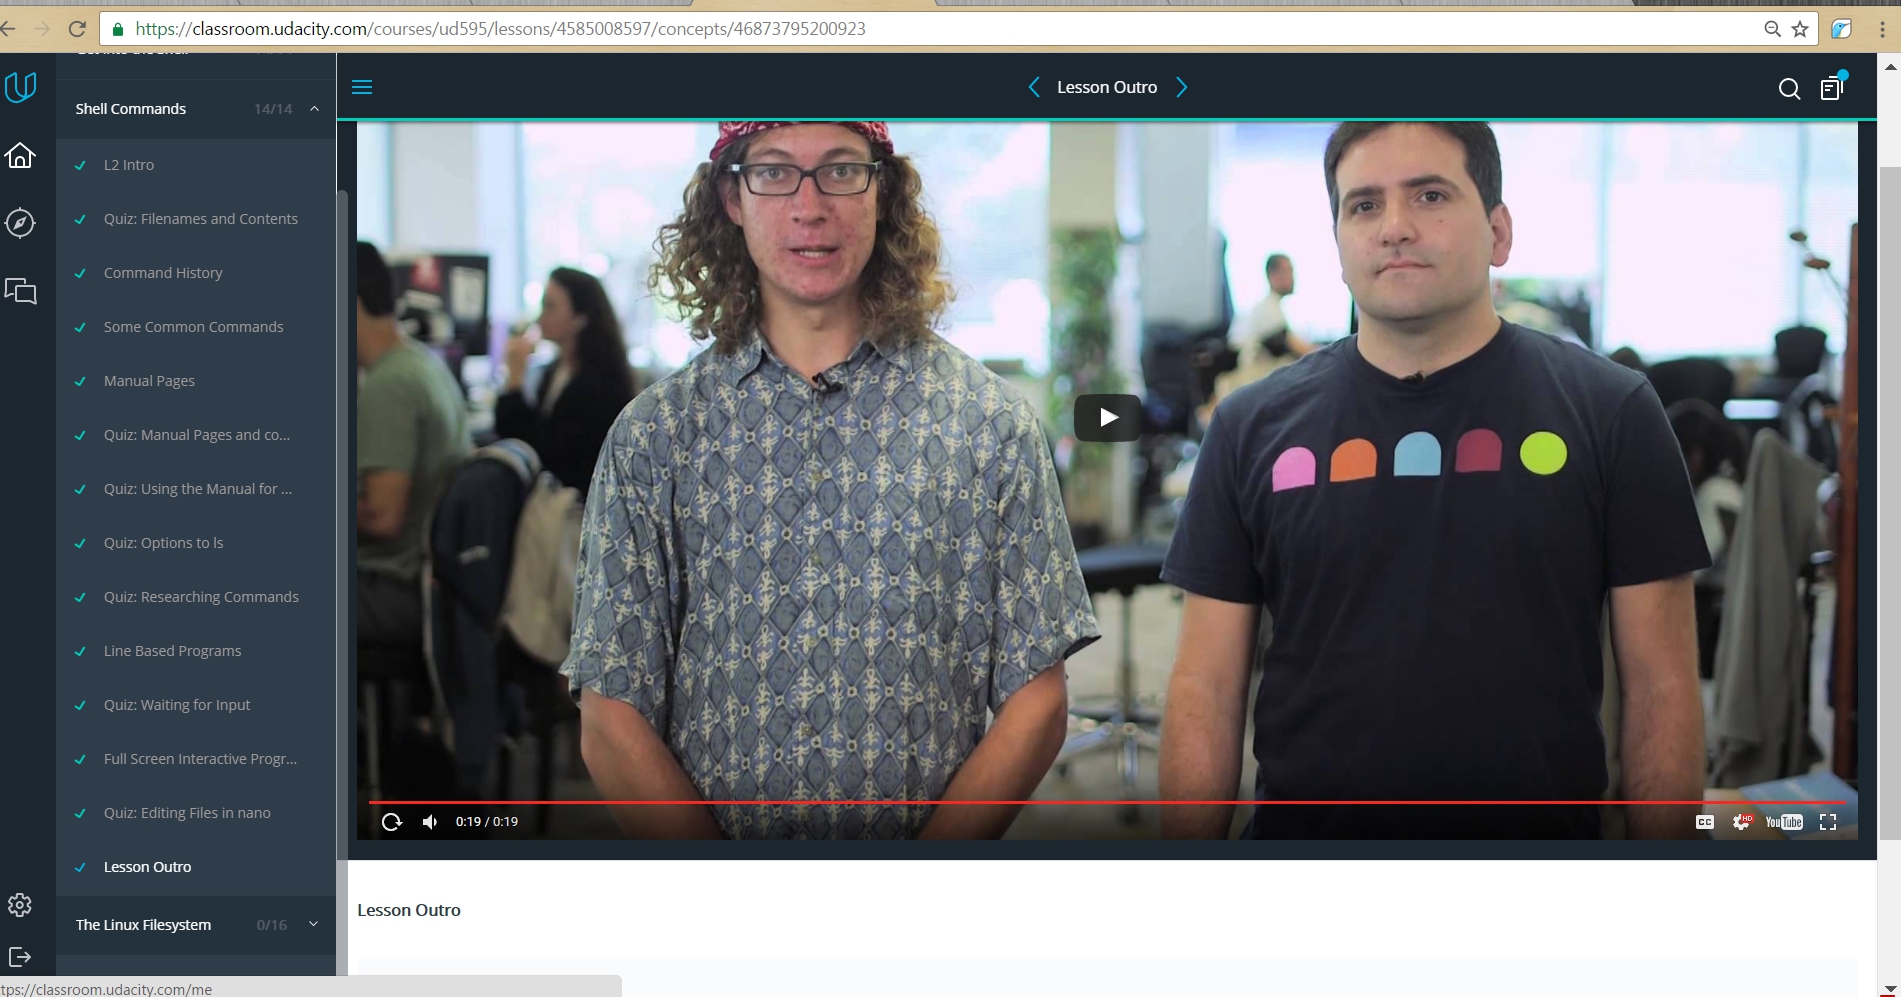 https://classroom.udacity.com/courses/ud595/lessons/4585008597/concepts/46873795200923
Shell Commands 14/14
L2 Intro
Quiz: Filenames and Contents
Command History
Some Common Commands
Manual Pages
Quiz: Manual Pages and co...
Quiz: Using the Manual for ...
Quiz: Options to ls
Quiz: Researching Commands
Line Based Programs
Quiz: Waiting for Input
Full Screen Interactive Progr...
Quiz: Editing Files in nano
Lesson Outro
The Linux Filesystem 0/16
Lesson Outro
0:19 / 0:19
CC
HD
YouTube
Lesson Outro
tps://classroom.udacity.com/me